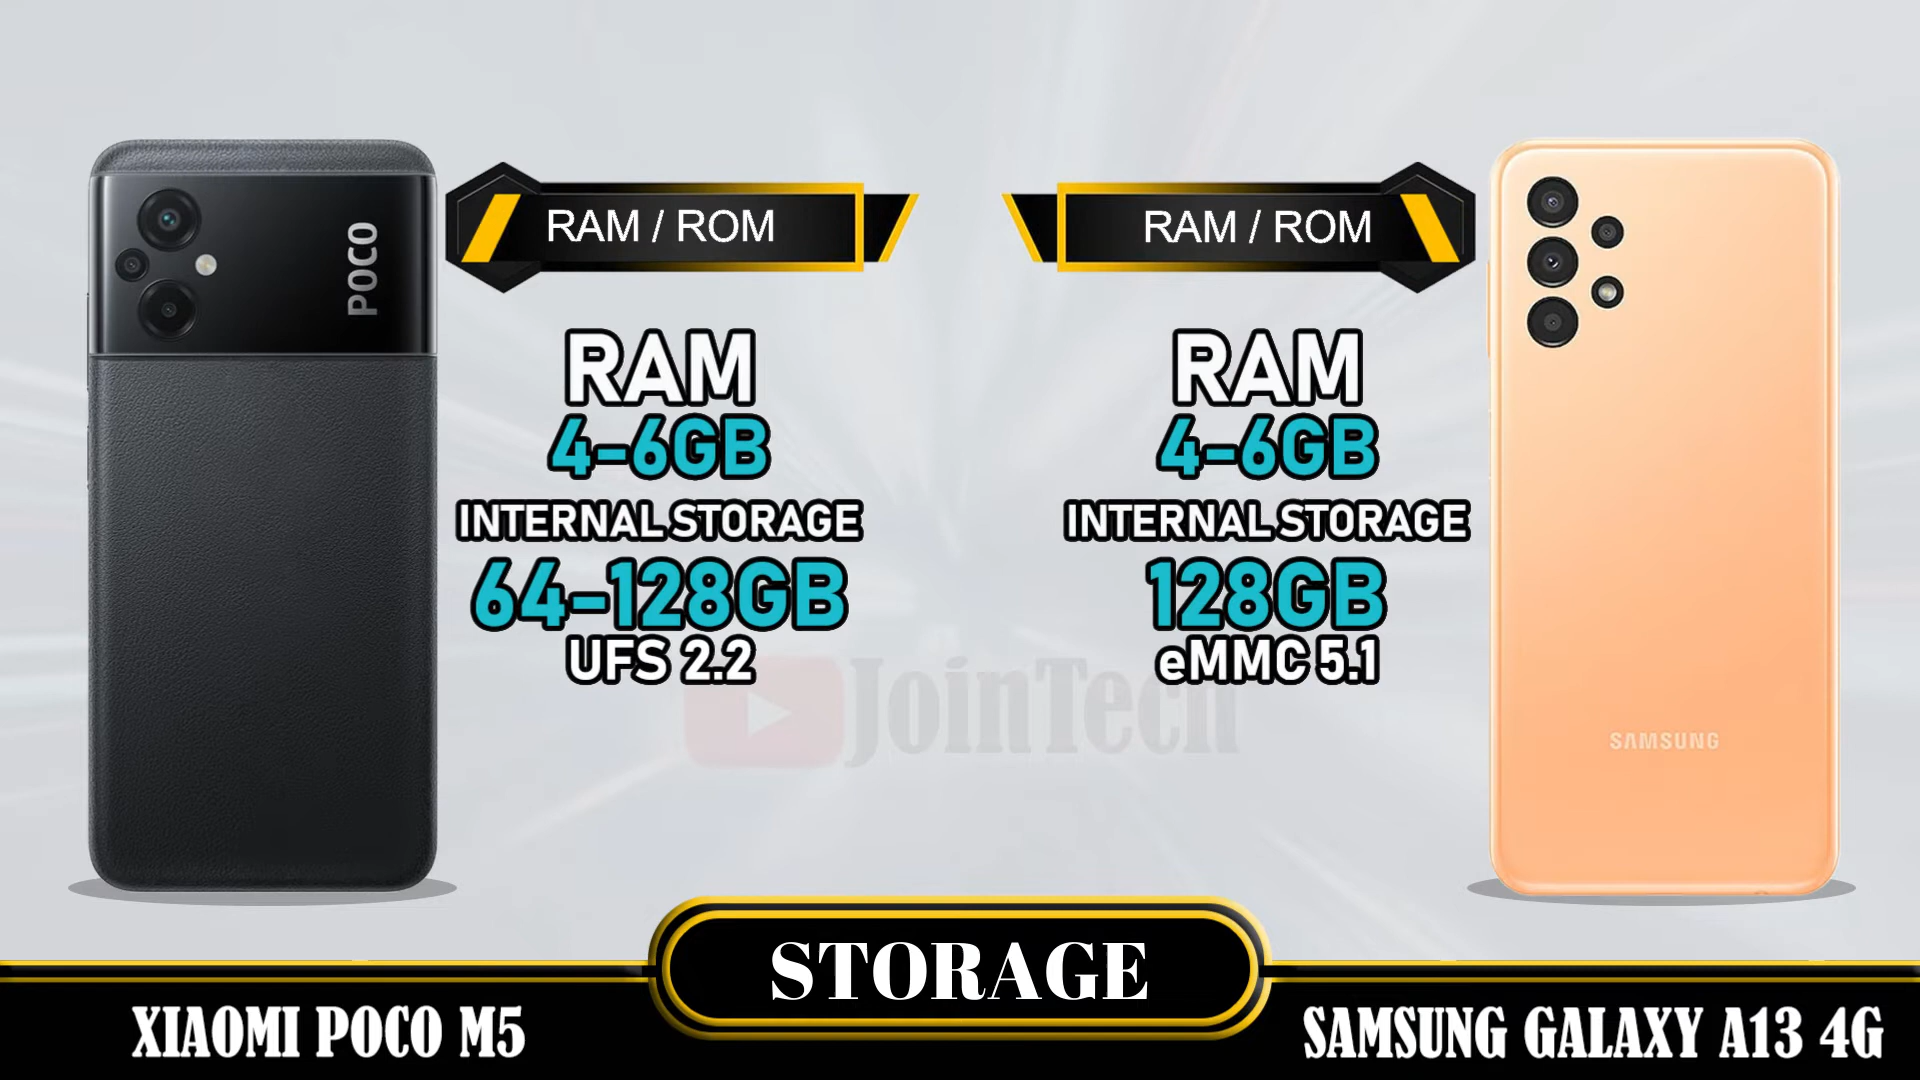 POCO
RAM / ROM
RAM
4-6GB
INTERNAL STORAGE
64-128GB
UFS 2.2
RAM / ROM
RAM
4-6GB
INTERNAL STORAGE
128GB
eMMC 5.1
SAMSUNG
JoinTech
STORAGE
XIAOMI POCO M5
SAMSUNG GALAXY A13 4G